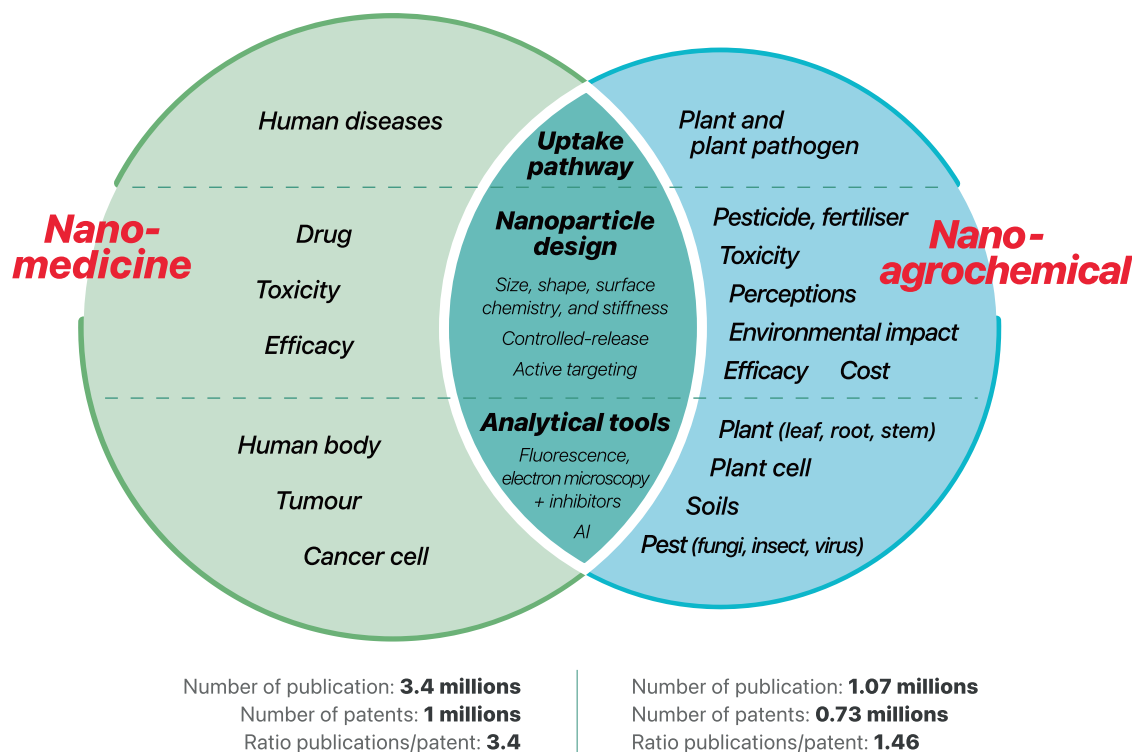 Nano-
medicine
Human diseases
Drug
Toxicity
Efficacy
Human body
Tumour
Cancer cell
Uptake
pathway
Nanoparticle
design
Size, shape, surface
chemistry, and stiffness
Controlled-release
Active targeting
Analytical tools
Fluorescence,
electron microscopy
+ inhibitors
AI
Nano-
agrochemical
Plant and
plant pathogen
Pesticide, fertiliser
Toxicity
Perceptions
Environmental impact
Efficacy Cost
Plant (leaf, root, stem)
Plant cell
Soils
Pest (fungi, insect, virus)
Number of publication: 3.4 millions
Number of patents: 1 millions
Ratio publications/patent: 3.4
Number of publication: 1.07 millions
Number of patents: 0.73 millions
Ratio publications/patent: 1.46